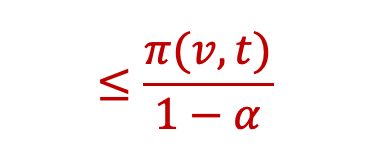 ≤ π(v, t) / (1 − α)